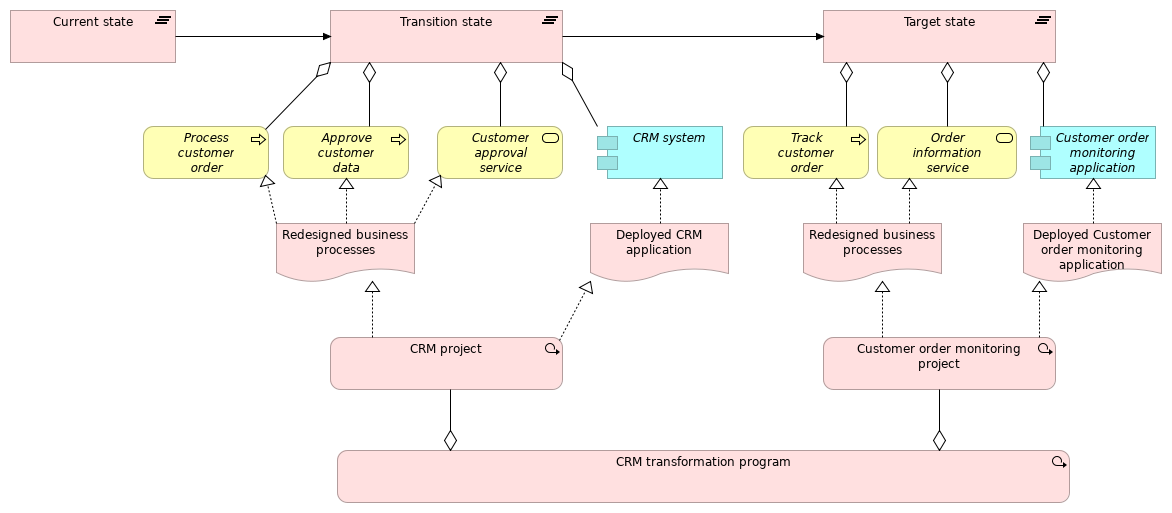 Current state
Transition state
Target state
Process
customer
order
Approve
customer
data
Customer
approval
service
CRM system
Track
customer
order
Order
information
service
Customer order
monitoring
application
Redesigned business
processes
Deployed CRM
application
Redesigned business
processes
Deployed Customer
order monitoring
application
CRM project
Customer order monitoring
project
CRM transformation program